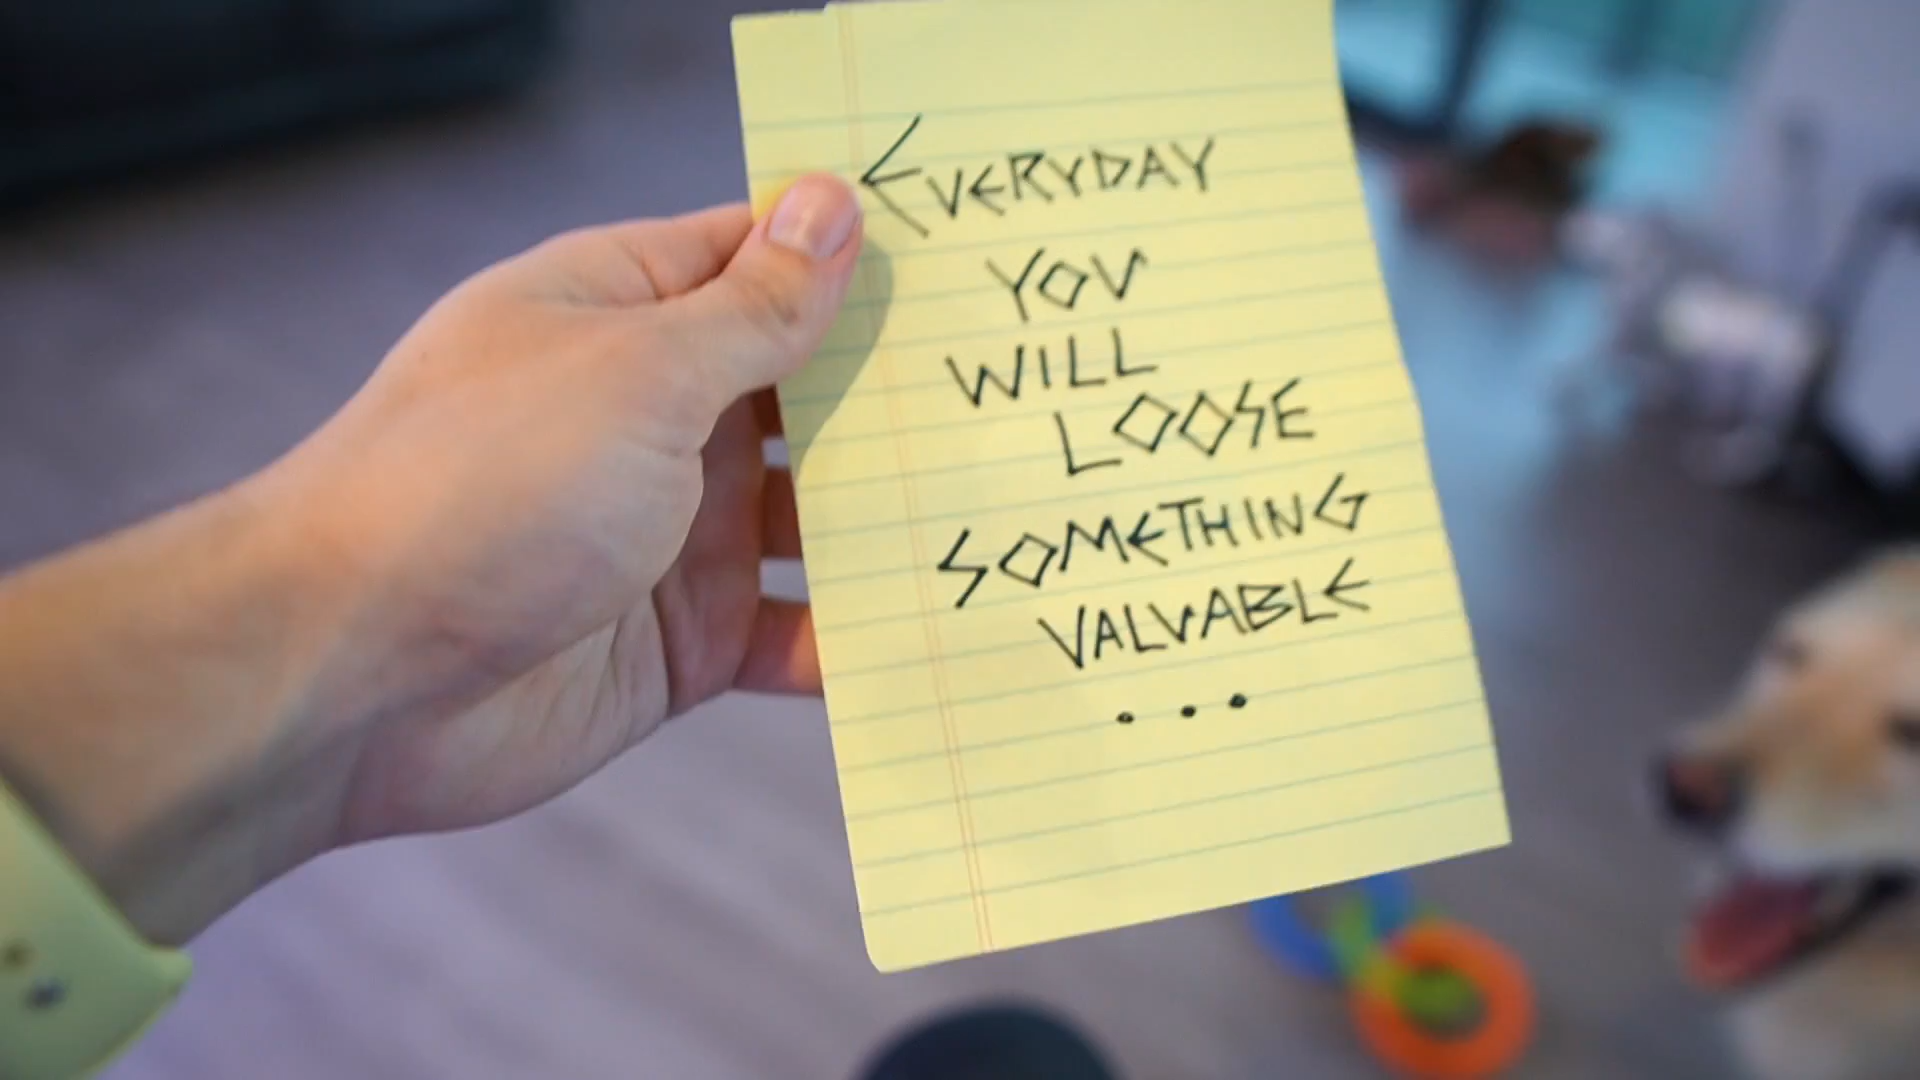 EVERYDAY
YOU
WILL
LOOSE
SOMETHING
VALUABLE
...